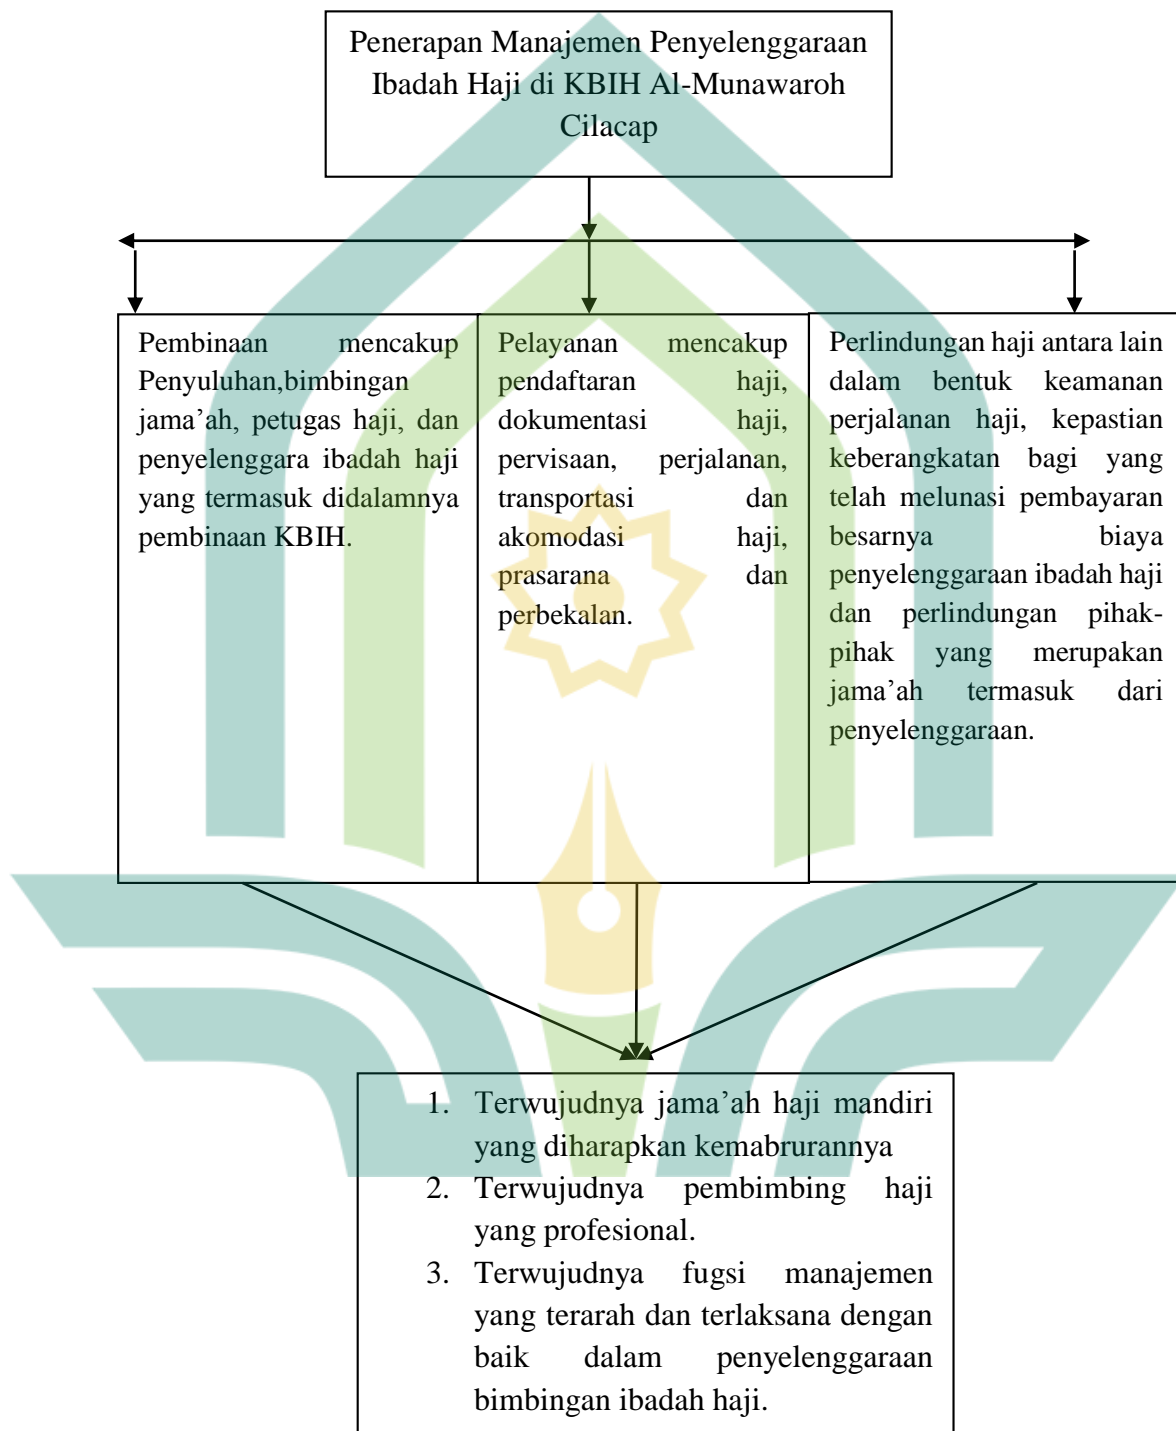 Penerapan Manajemen Penyelenggaraan
Ibadah Haji di KBIH Al-Munawaroh
Cilacap
Pembinaan mencakup
Penyuluhan,bimbingan
jama’ah, petugas haji, dan
penyelenggara ibadah haji
yang termasuk didalamnya
pembinaan KBIH.
Pelayanan mencakup
pendaftaran haji,
dokumentasi haji,
pervisaan, perjalanan,
transportasi dan
akomodasi haji,
prasarana dan
perbekalan.
Perlindungan haji antara lain
dalam bentuk keamanan
perjalanan haji, kepastian
keberangkatan bagi yang
telah melunasi pembayaran
besarnya biaya
penyelenggaraan ibadah haji
dan perlindungan pihak-
pihak yang merupakan
jama’ah termasuk dari
penyelenggaraan.
1. Terwujudnya jama’ah haji mandiri
yang diharapkan kemabrurannya
2. Terwujudnya pembimbing haji
yang profesional.
3. Terwujudnya fugsi manajemen
yang terarah dan terlaksana dengan
baik dalam penyelenggaraan
bimbingan ibadah haji.